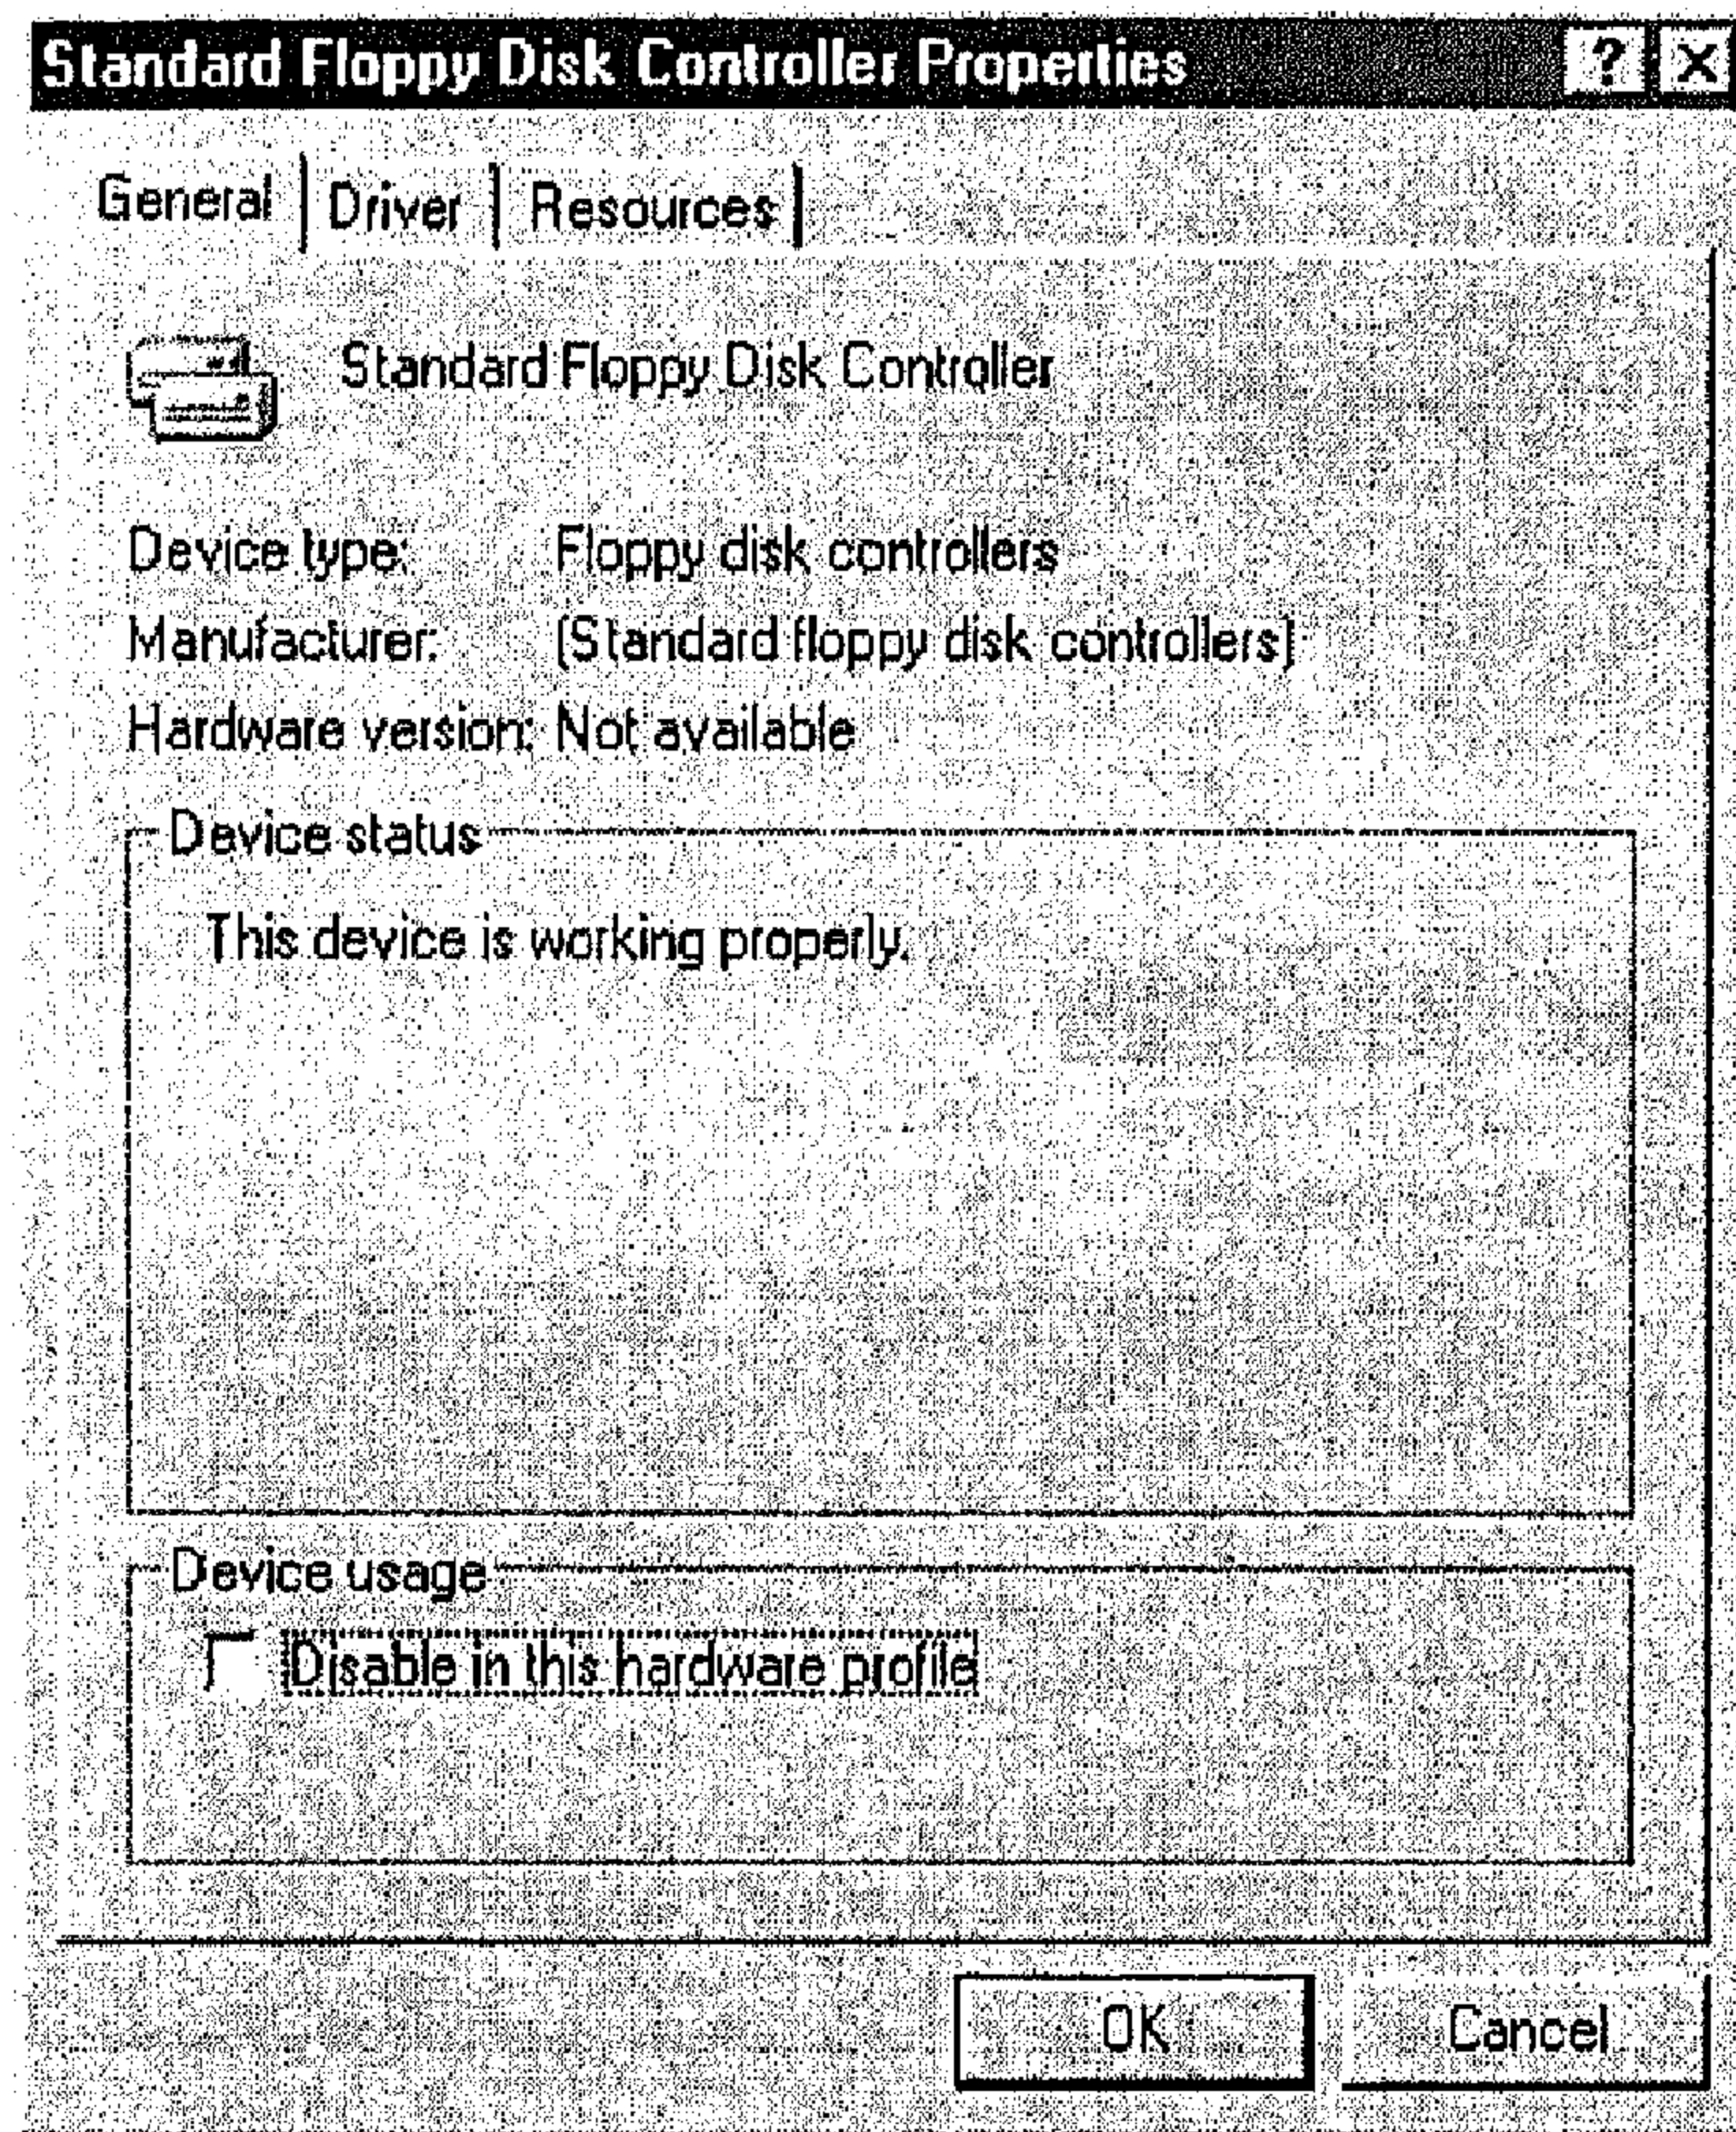 Standard Floppy Disk Controller Properties ? X
General Driver Resources
Standard Floppy Disk Controller
Device type: Floppy disk controllers
Manufacturer: (Standard floppy disk controllers)
Hardware version: Not available
Device status
This device is working properly.
Device usage
Disable in this hardware profile
OK Cancel